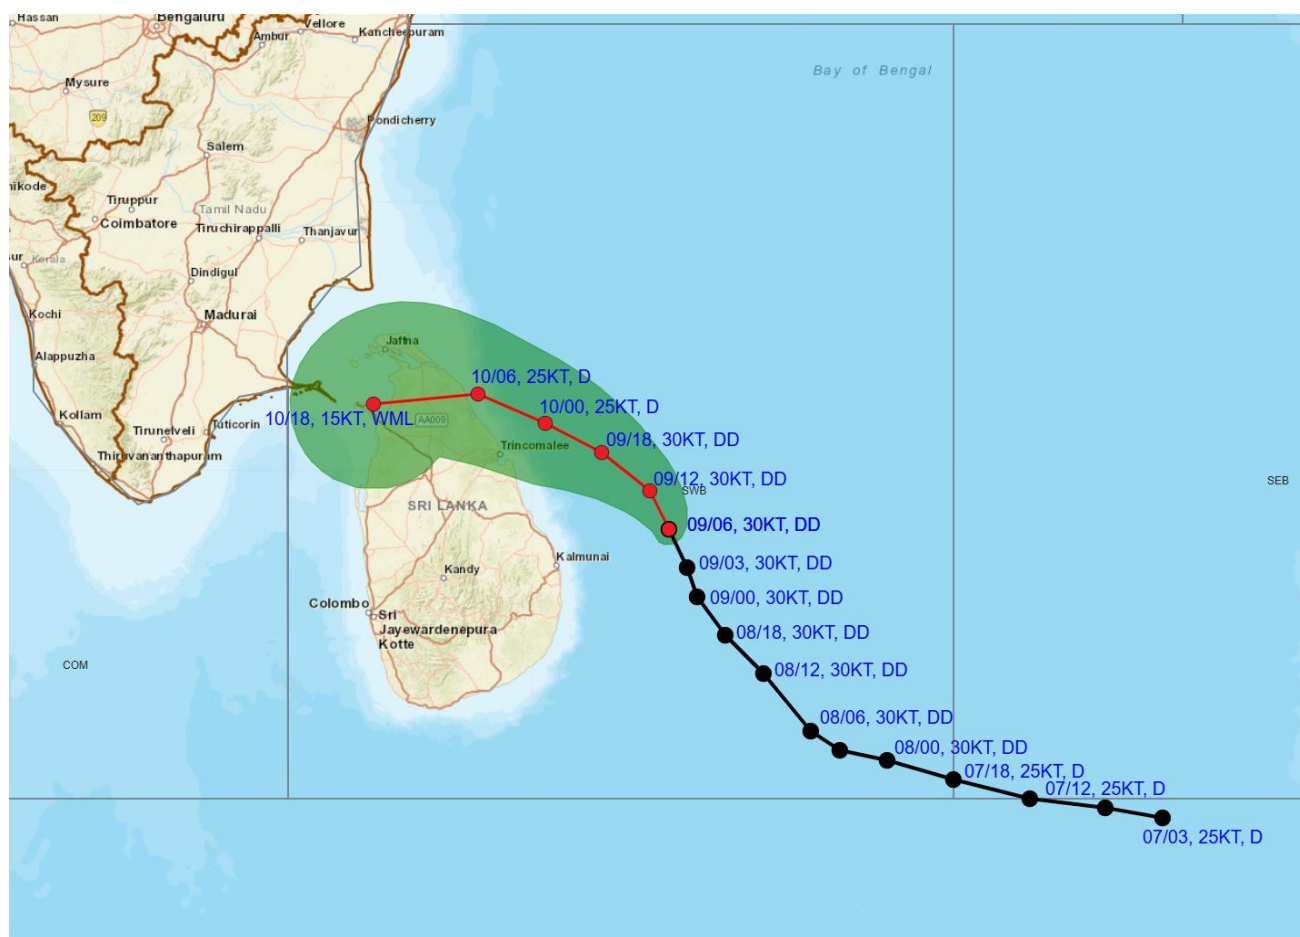 Hassan
Bengaluru
Vellore
Ambur
Kancheepuram
Bay of Bengal
Mysure
209
Pondicherry
Salem
Tiruppur
Coimbatore
Tamil Nadu
Tiruchirappalli
Thanjavur
Kerala
Dindigul
Kochi
Madurai
Jaffna
Alappuzha
10/06, 25KT, D
10/18, 15KT, WML
10/00, 25KT, D
AA009
Kollam
Tirunelveli
Tuticorin
09/18, 30KT, DD
Trincomalee
Thiruvananthapuram
09/12, 30KT, DD
SWB
SEB
SRI LANKA
09/06, 30KT, DD
Kalmunai
09/03, 30KT, DD
Kandy
09/00, 30KT, DD
Colombo
Sri
Jayewardenepura
Kotte
08/18, 30KT, DD
COM
08/12, 30KT, DD
08/06, 30KT, DD
08/00, 30KT, DD
07/18, 25KT, D
07/12, 25KT, D
07/03, 25KT, D